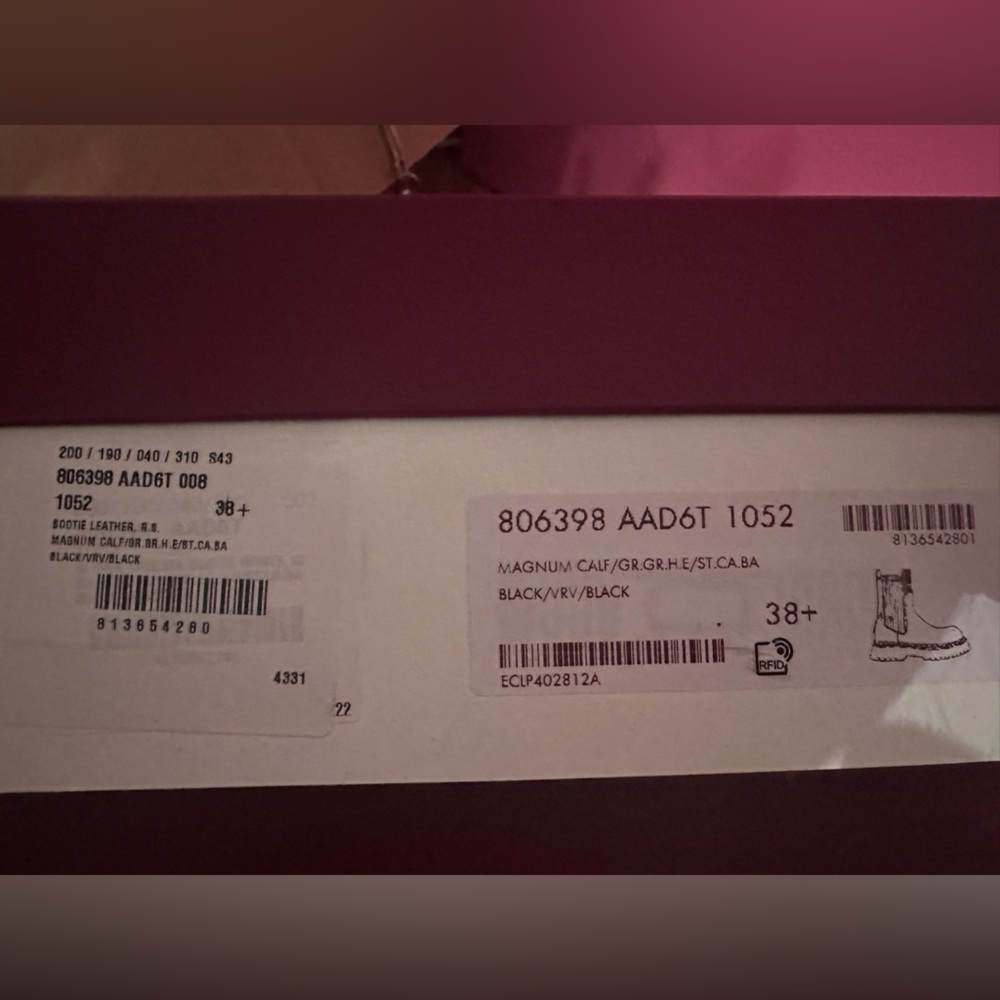 200 / 190 / 040 / 310 S43
806398 AAD6T 008
1052 38+
BOOTIE LEATHER, R.S.
MAGNUM CALF/GR.GR.H.E/ST.CA.BA
BLACK/VRV/BLACK
813654280
4331
22
806398 AAD6T 1052
8136542801
MAGNUM CALF/GR.GR.H.E/ST.CA.BA
BLACK/VRV/BLACK
38+
RFID
ECLP402812A